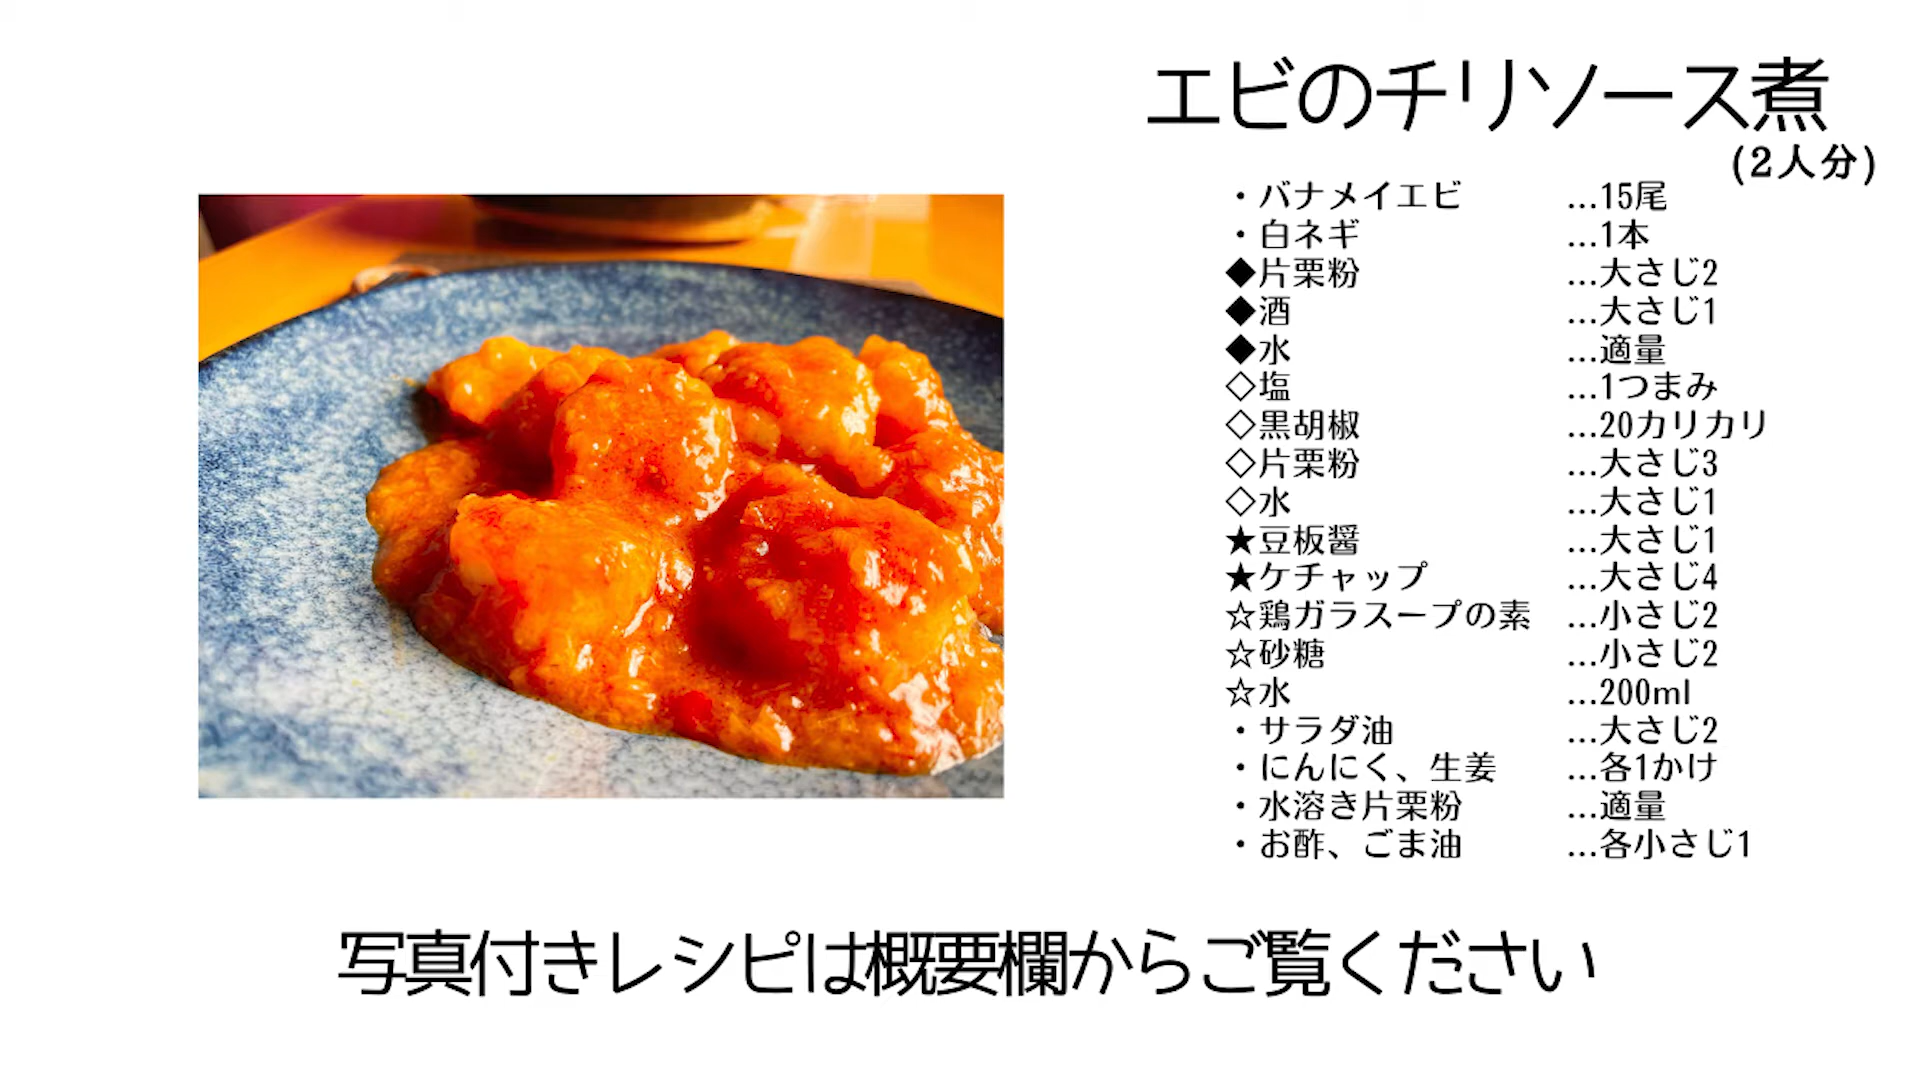 エビのチリソース煮
(2人分)
・バナメイエビ …15尾
・白ネギ …1本
◆片栗粉 …大さじ2
◆酒 …大さじ1
◆水 …適量
◇塩 …1つまみ
◇黒胡椒 …20カリカリ
◇片栗粉 …大さじ3
◇水 …大さじ1
★豆板醤 …大さじ1
★ケチャップ …大さじ4
☆鶏ガラスープの素 …小さじ2
☆砂糖 …小さじ2
☆水 …200ml
・サラダ油 …大さじ2
・にんにく、生姜 …各1かけ
・水溶き片栗粉 …適量
・お酢、ごま油 …各小さじ1
写真付きレシピは概要欄からご覧ください